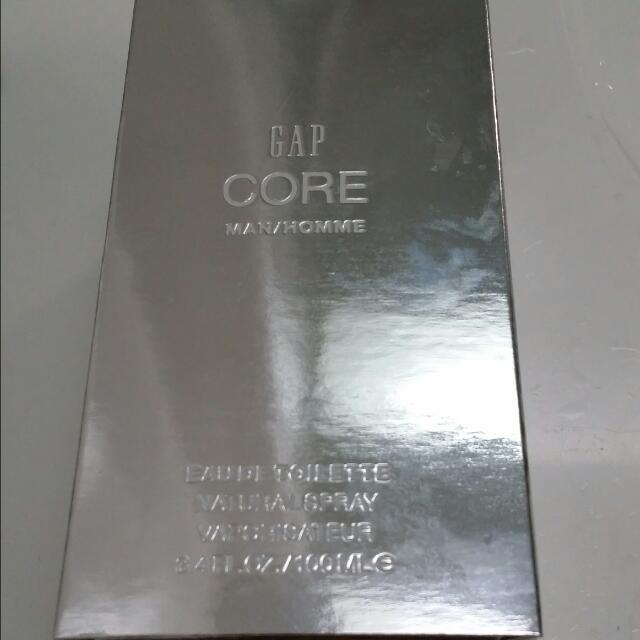 GAP
CORE
MAN/HOMME
EAU DE TOILETTE
NATURAL SPRAY
VAPORISATEUR
3.4 FL.OZ./100 ML ℮